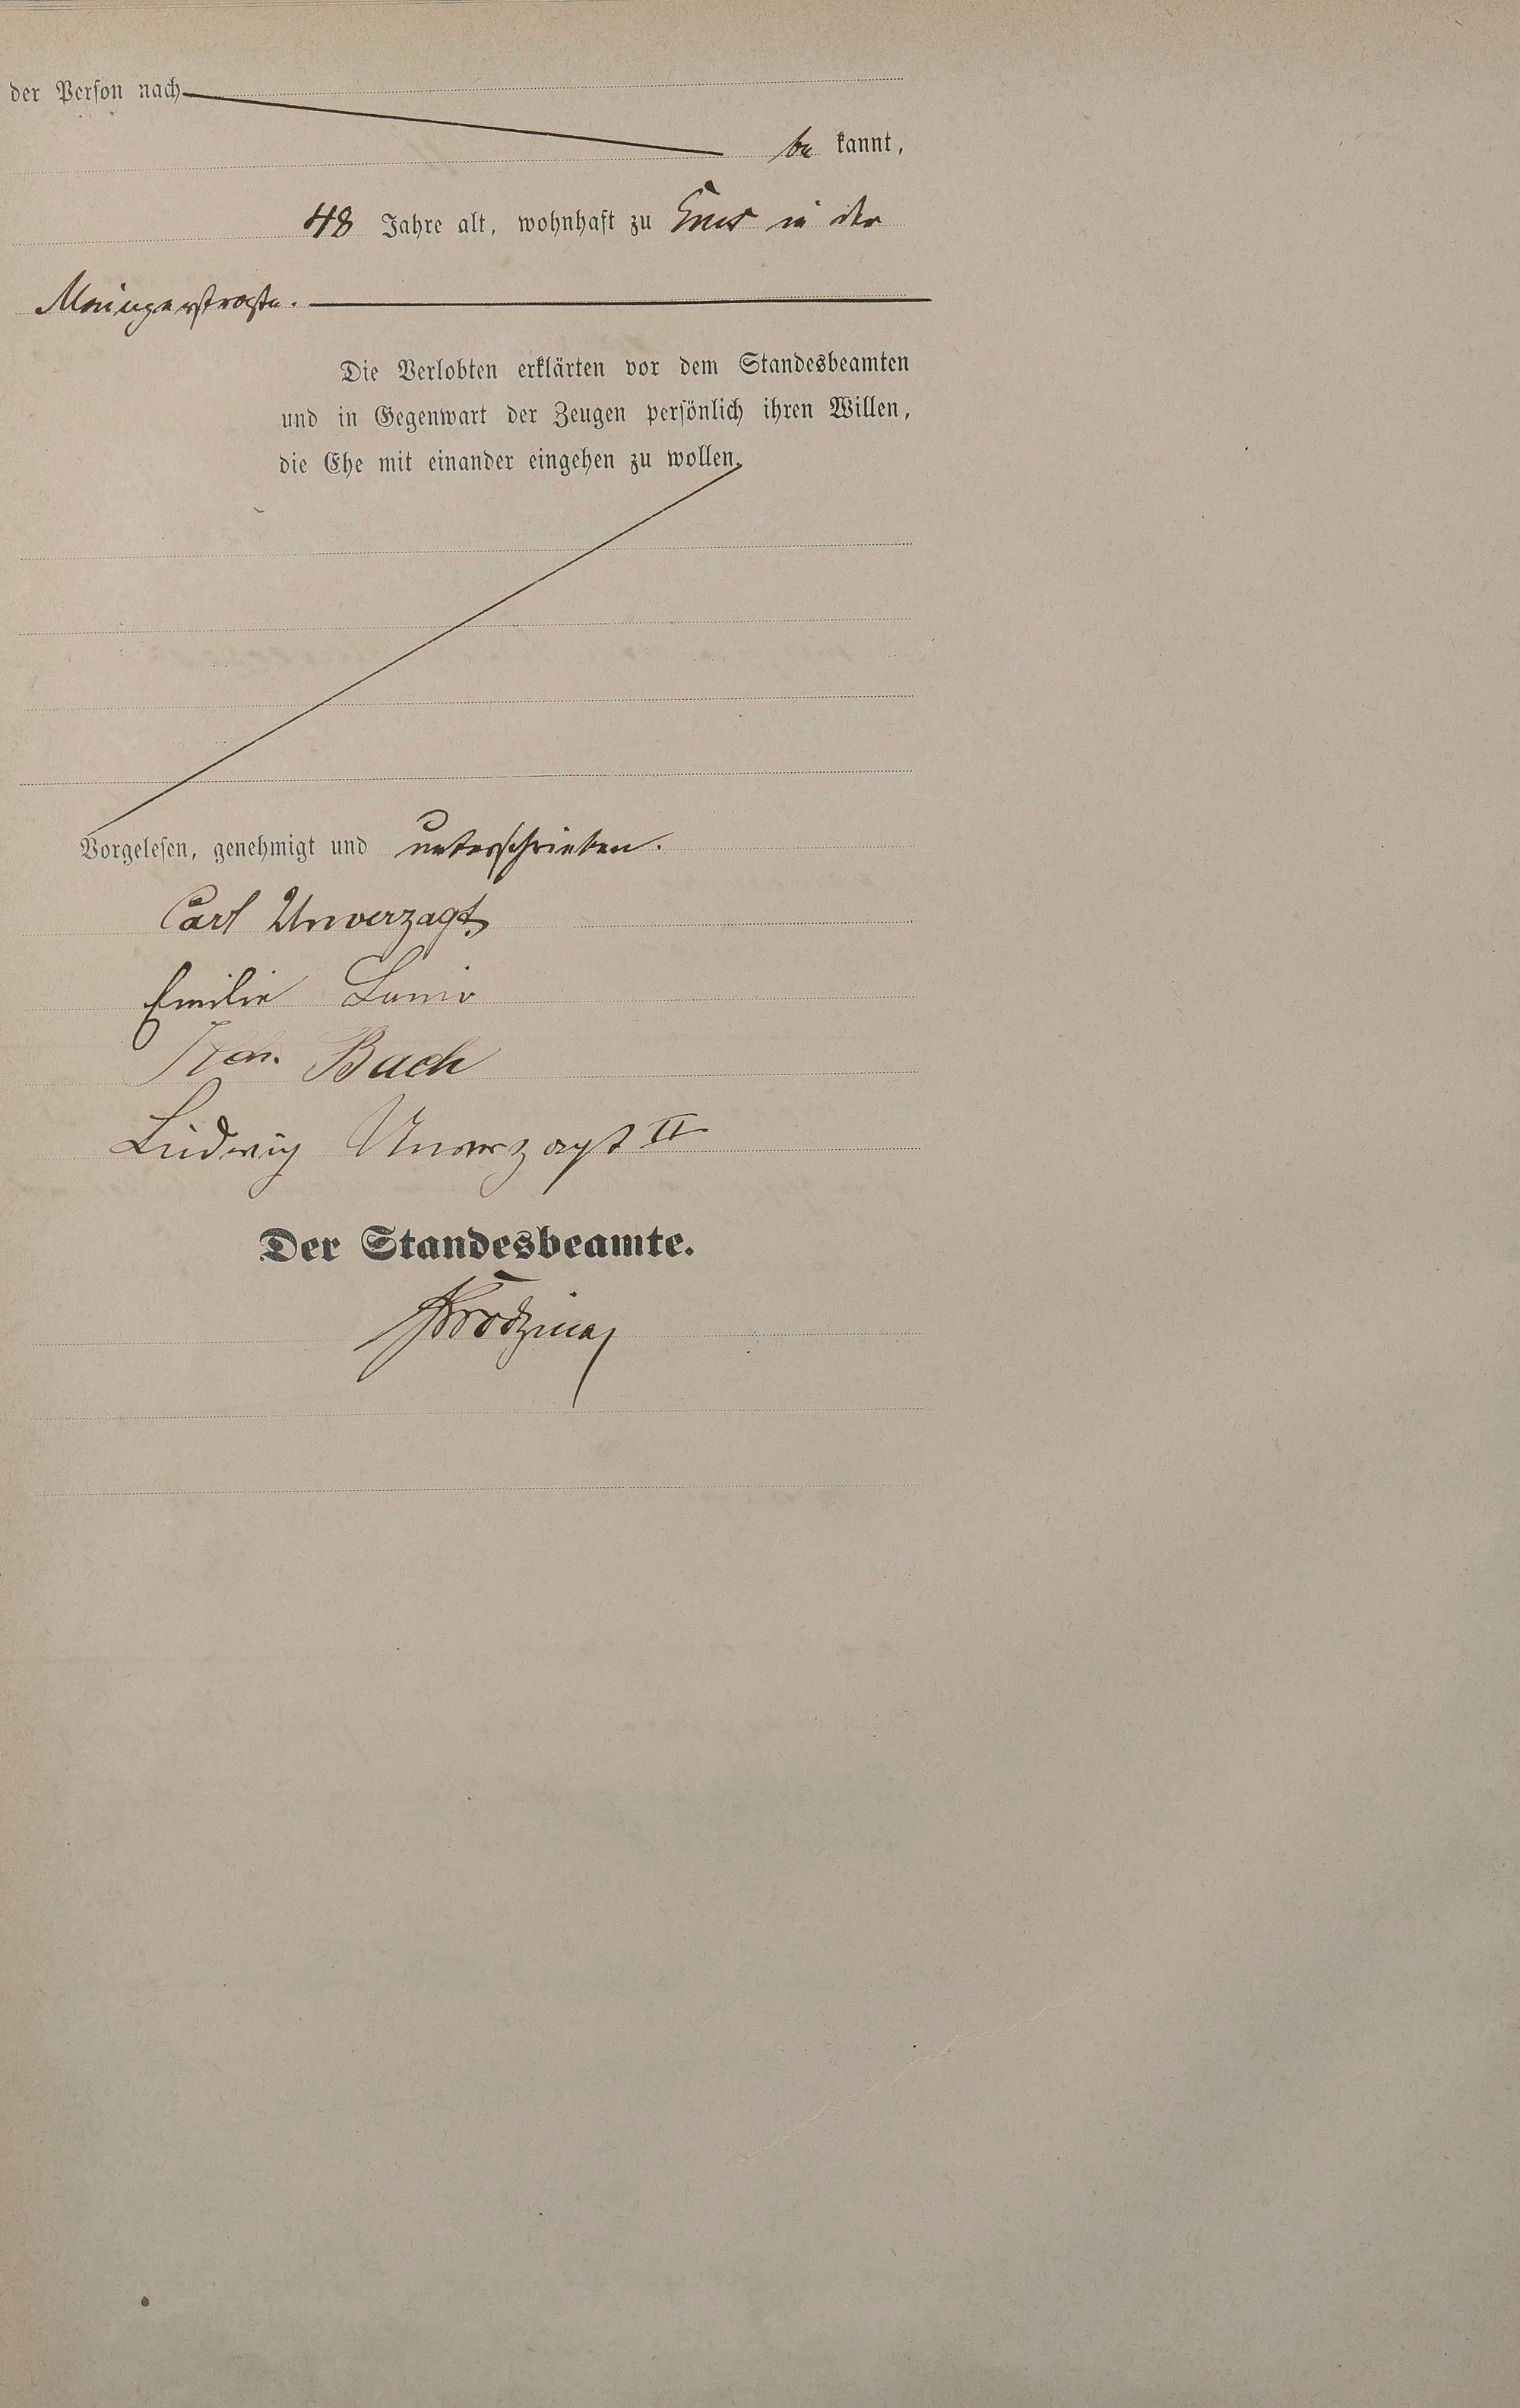 der Person nach
be kannt,
48 Jahre alt, wohnhaft zu Ems in der
Mainzerstraße.
Die Verlobten erklärten vor dem Standesbeamten
und in Gegenwart der Zeugen persönlich ihren Willen,
die Ehe mit einander eingehen zu wollen.
Vorgelesen, genehmigt und unterschrieben.
Carl Unverzagt
Emilie
Bach
Ludwig Unverzagt II
Der Standesbeamte.